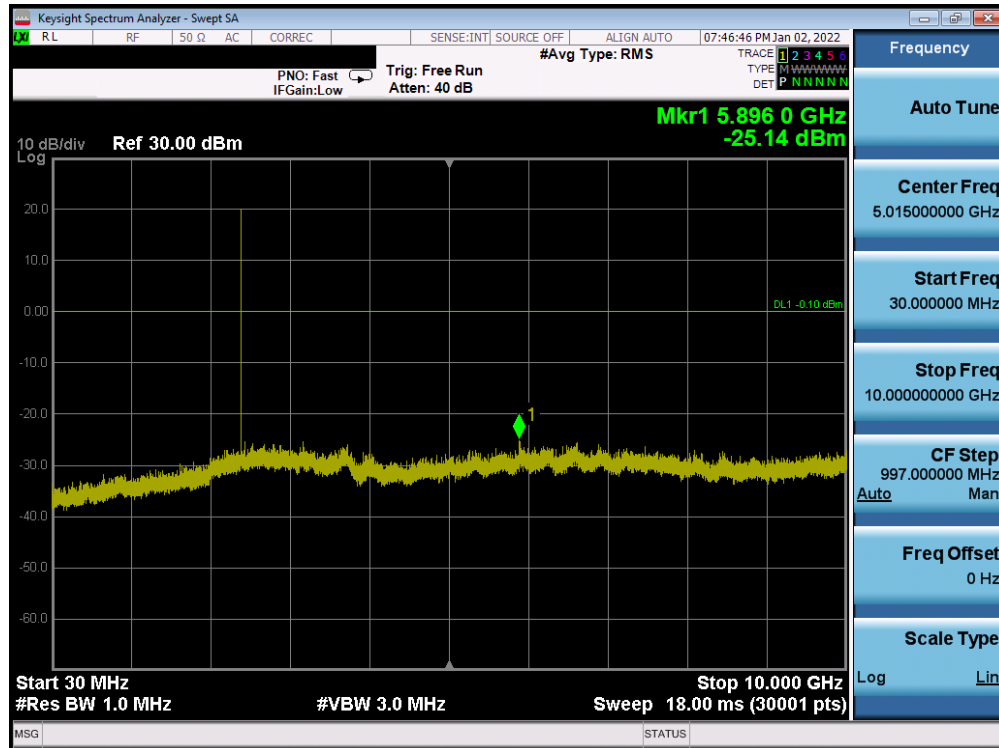 Keysight Spectrum Analyzer - Swept SA
LXI RL RF 50 Ω AC CORREC SENSE:INT SOURCE OFF ALIGN AUTO 07:46:46 PM Jan 02, 2022
#Avg Type: RMS
TRACE 1 2 3 4 5 6
PNO: Fast Trig: Free Run
TYPE M W W W W W
IFGain:Low Atten: 40 dB
DET P N N N N N
Mkr1 5.896 0 GHz
-25.14 dBm
10 dB/div Ref 30.00 dBm
Log
20.0
10.0
0.00
DL1 -0.10 dBm
-10.0
-20.0
1
-30.0
-40.0
-50.0
-60.0
Start 30 MHz Stop 10.000 GHz
#Res BW 1.0 MHz #VBW 3.0 MHz Sweep 18.00 ms (30001 pts)
MSG STATUS
Frequency
Auto Tune
Center Freq
5.015000000 GHz
Start Freq
30.000000 MHz
Stop Freq
10.000000000 GHz
CF Step
997.000000 MHz
Auto Man
Freq Offset
0 Hz
Scale Type
Log Lin